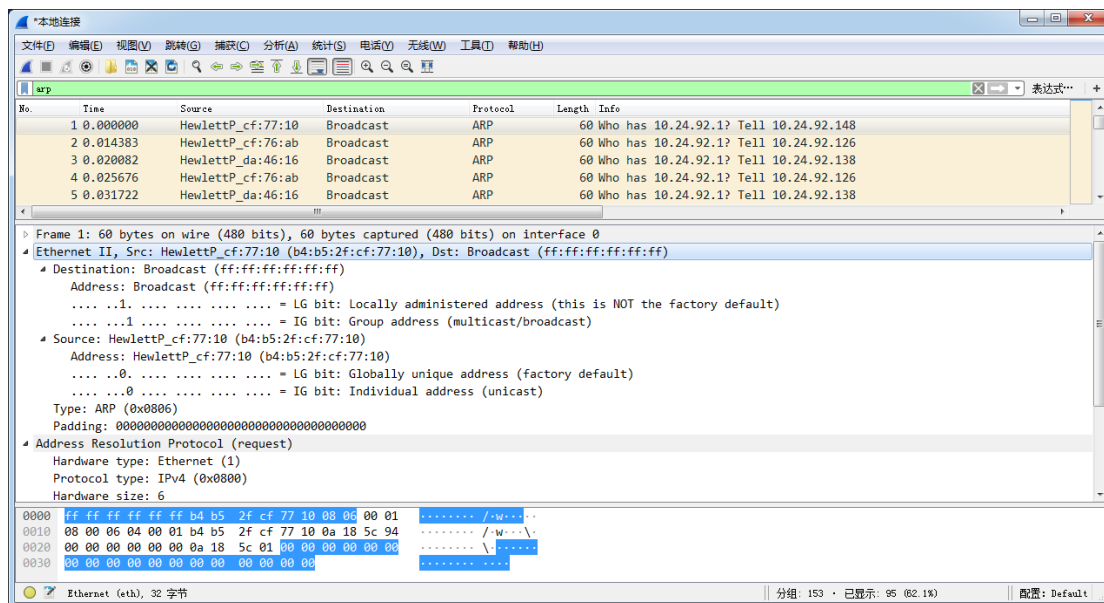 *本地连接
文件(F) 编辑(E) 视图(V) 跳转(G) 捕获(C) 分析(A) 统计(S) 电话(Y) 无线(W) 工具(T) 帮助(H)
arp 表达式… +
No. Time Source Destination Protocol Length Info
1 0.000000 HewlettP_cf:77:10 Broadcast ARP 60 Who has 10.24.92.1? Tell 10.24.92.148
2 0.014383 HewlettP_cf:76:ab Broadcast ARP 60 Who has 10.24.92.1? Tell 10.24.92.126
3 0.020082 HewlettP_da:46:16 Broadcast ARP 60 Who has 10.24.92.1? Tell 10.24.92.138
4 0.025676 HewlettP_cf:76:ab Broadcast ARP 60 Who has 10.24.92.1? Tell 10.24.92.126
5 0.031722 HewlettP_da:46:16 Broadcast ARP 60 Who has 10.24.92.1? Tell 10.24.92.138
Frame 1: 60 bytes on wire (480 bits), 60 bytes captured (480 bits) on interface 0
Ethernet II, Src: HewlettP_cf:77:10 (b4:b5:2f:cf:77:10), Dst: Broadcast (ff:ff:ff:ff:ff:ff)
Destination: Broadcast (ff:ff:ff:ff:ff:ff)
Address: Broadcast (ff:ff:ff:ff:ff:ff)
.... ..1. .... .... .... .... = LG bit: Locally administered address (this is NOT the factory default)
.... ...1 .... .... .... .... = IG bit: Group address (multicast/broadcast)
Source: HewlettP_cf:77:10 (b4:b5:2f:cf:77:10)
Address: HewlettP_cf:77:10 (b4:b5:2f:cf:77:10)
.... ..0. .... .... .... .... = LG bit: Globally unique address (factory default)
.... ...0 .... .... .... .... = IG bit: Individual address (unicast)
Type: ARP (0x0806)
Padding: 000000000000000000000000000000000000
Address Resolution Protocol (request)
Hardware type: Ethernet (1)
Protocol type: IPv4 (0x0800)
Hardware size: 6
0000 ff ff ff ff ff ff b4 b5 2f cf 77 10 08 06 00 01 ········ /·w·····
0010 08 00 06 04 00 01 b4 b5 2f cf 77 10 0a 18 5c 94 ········ /·w···\·
0020 00 00 00 00 00 00 0a 18 5c 01 00 00 00 00 00 00 ········ \·······
0030 00 00 00 00 00 00 00 00 00 00 00 00 ········ ····
Ethernet (eth), 32 字节 分组: 153 · 已显示: 95 (62.1%) 配置: Default